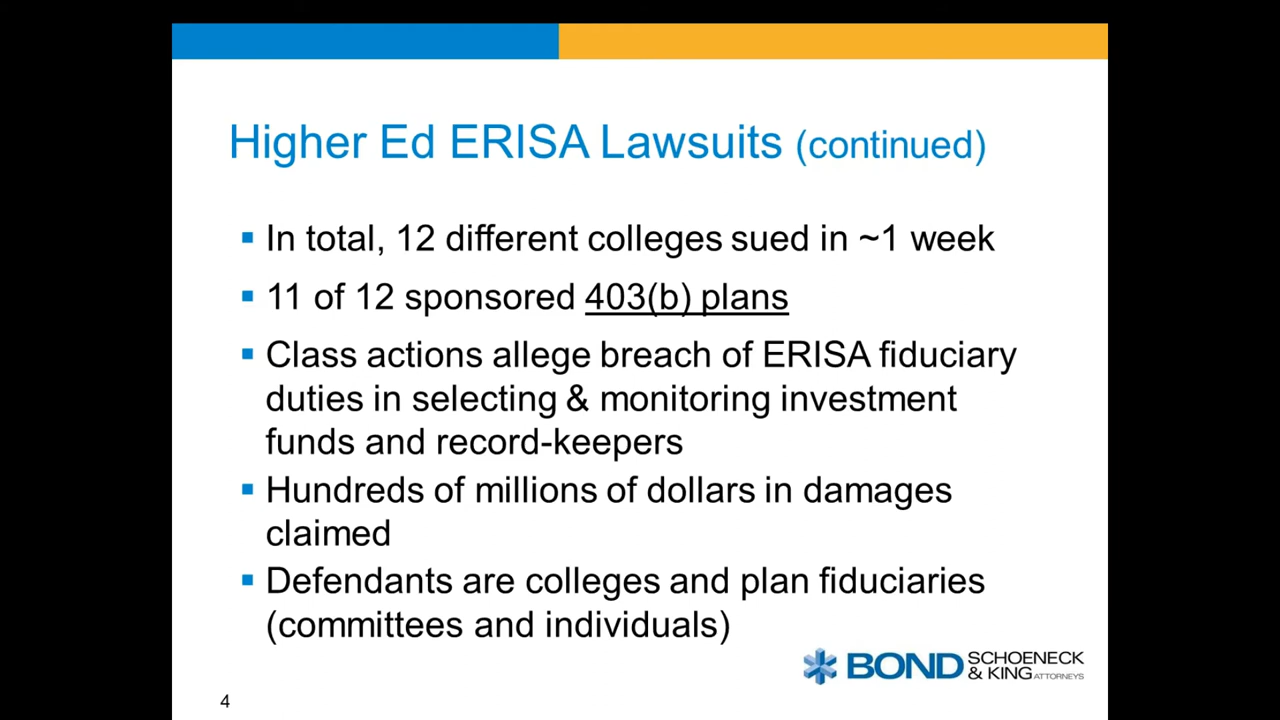 Higher Ed ERISA Lawsuits (continued)
▪ In total, 12 different colleges sued in ~1 week
▪ 11 of 12 sponsored 403(b) plans
▪ Class actions allege breach of ERISA fiduciary
duties in selecting & monitoring investment
funds and record-keepers
▪ Hundreds of millions of dollars in damages
claimed
▪ Defendants are colleges and plan fiduciaries
(committees and individuals)
BOND SCHOENECK
& KING ATTORNEYS
4